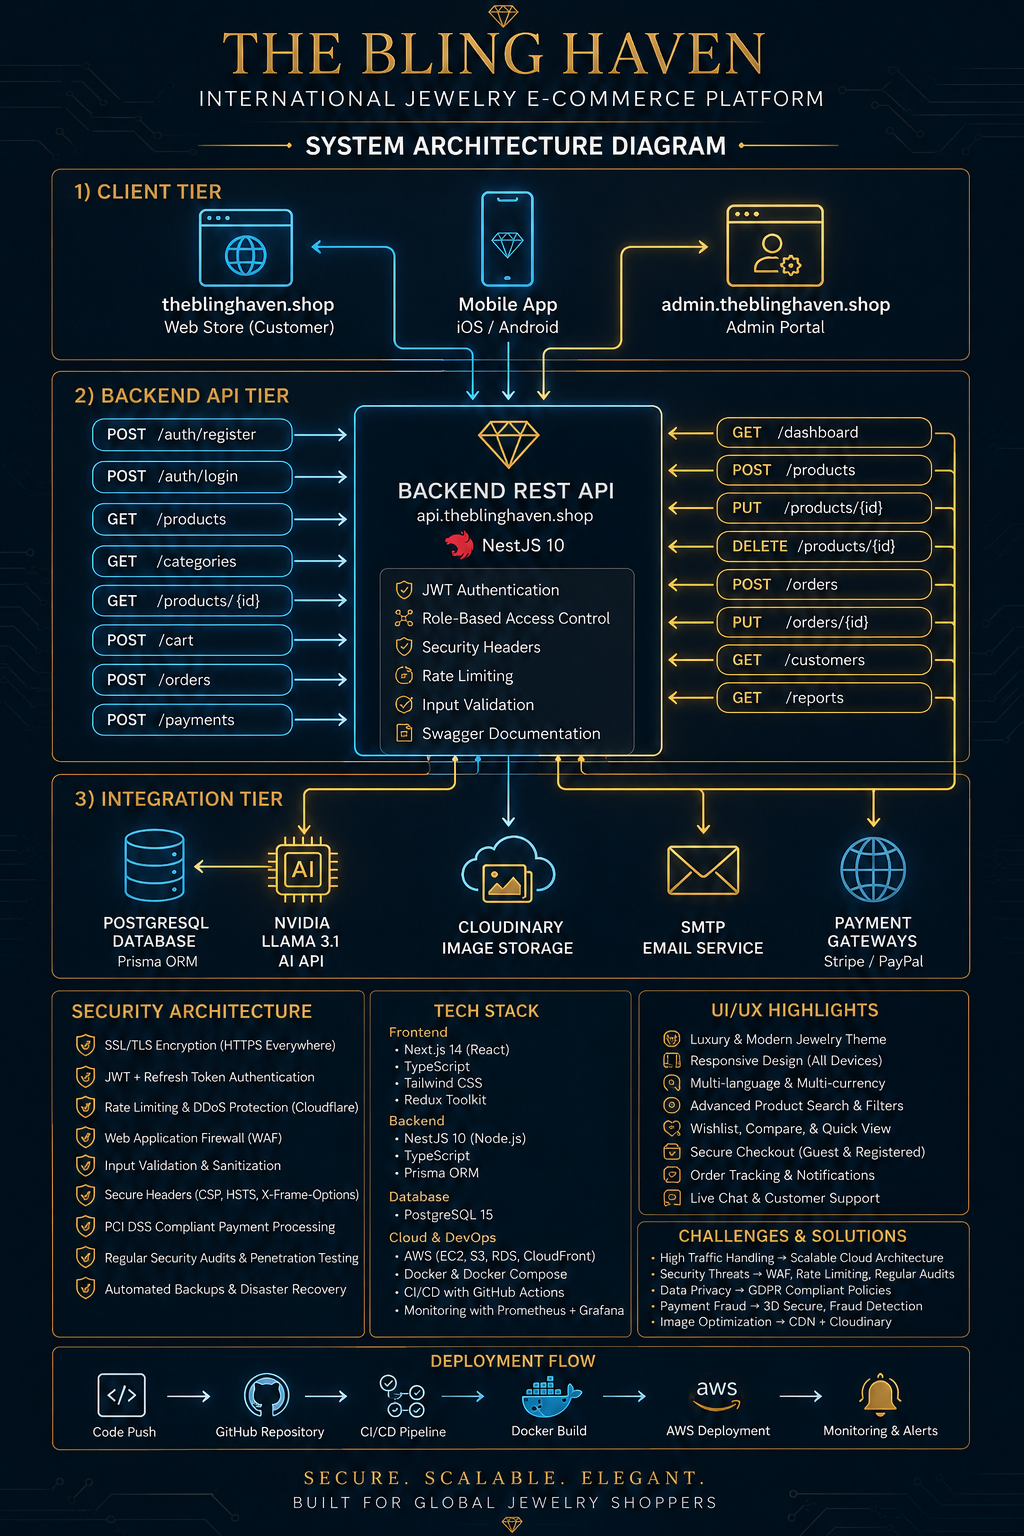 THE BLING HAVEN
INTERNATIONAL JEWELRY E-COMMERCE PLATFORM
SYSTEM ARCHITECTURE DIAGRAM
1) CLIENT TIER
theblinghaven.shop
Web Store (Customer)
Mobile App
iOS / Android
admin.theblinghaven.shop
Admin Portal
2) BACKEND API TIER
POST /auth/register
POST /auth/login
GET /products
GET /categories
GET /products/{id}
POST /cart
POST /orders
POST /payments
BACKEND REST API
api.theblinghaven.shop
NestJS 10
JWT Authentication
Role-Based Access Control
Security Headers
Rate Limiting
Input Validation
Swagger Documentation
GET /dashboard
POST /products
PUT /products/{id}
DELETE /products/{id}
POST /orders
PUT /orders/{id}
GET /customers
GET /reports
3) INTEGRATION TIER
POSTGRESQL
DATABASE
Prisma ORM
AI
NVIDIA
LLAMA 3.1
AI API
CLOUDINARY
IMAGE STORAGE
SMTP
EMAIL SERVICE
PAYMENT
GATEWAYS
Stripe / PayPal
SECURITY ARCHITECTURE
SSL/TLS Encryption (HTTPS Everywhere)
JWT + Refresh Token Authentication
Rate Limiting & DDoS Protection (Cloudflare)
Web Application Firewall (WAF)
Input Validation & Sanitization
Secure Headers (CSP, HSTS, X-Frame-Options)
PCI DSS Compliant Payment Processing
Regular Security Audits & Penetration Testing
Automated Backups & Disaster Recovery
TECH STACK
Frontend
• Next.js 14 (React)
• TypeScript
• Tailwind CSS
• Redux Toolkit
Backend
• NestJS 10 (Node.js)
• TypeScript
• Prisma ORM
Database
• PostgreSQL 15
Cloud & DevOps
• AWS (EC2, S3, RDS, CloudFront)
• Docker & Docker Compose
• CI/CD with GitHub Actions
• Monitoring with Prometheus + Grafana
UI/UX HIGHLIGHTS
Luxury & Modern Jewelry Theme
Responsive Design (All Devices)
Multi-language & Multi-currency
Advanced Product Search & Filters
Wishlist, Compare, & Quick View
Secure Checkout (Guest & Registered)
Order Tracking & Notifications
Live Chat & Customer Support
CHALLENGES & SOLUTIONS
• High Traffic Handling → Scalable Cloud Architecture
• Security Threats → WAF, Rate Limiting, Regular Audits
• Data Privacy → GDPR Compliant Policies
• Payment Fraud → 3D Secure, Fraud Detection
• Image Optimization → CDN + Cloudinary
DEPLOYMENT FLOW
</>
aws
Code Push
GitHub Repository
CI/CD Pipeline
Docker Build
AWS Deployment
Monitoring & Alerts
SECURE. SCALABLE. ELEGANT.
BUILT FOR GLOBAL JEWELRY SHOPPERS